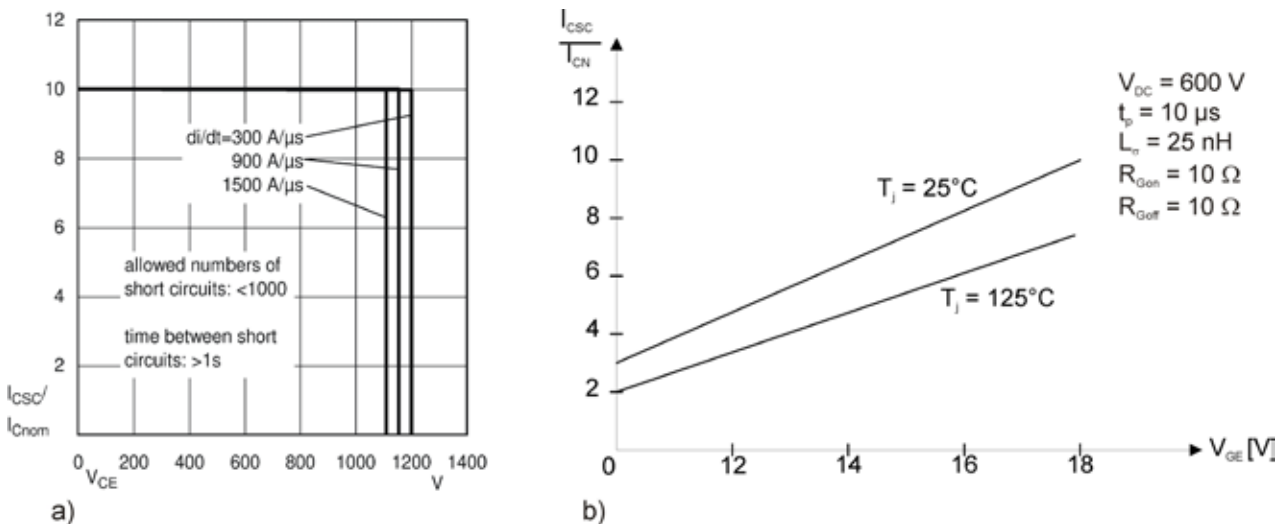 12
10
8
6
4
2
I_CSC/
I_Cnom
di/dt=300 A/µs
900 A/µs
1500 A/µs
allowed numbers of
short circuits: <1000
time between short
circuits: >1s
0 200 400 600 800 1000 1200 1400
V_CE V
a)
I_CSC
I_CN
12
10
8
6
4
2
0 12 14 16 18
V_GE [V]
T_j = 25°C
T_j = 125°C
V_DC = 600 V
t_p = 10 µs
L_σ = 25 nH
R_Gon = 10 Ω
R_Goff = 10 Ω
b)